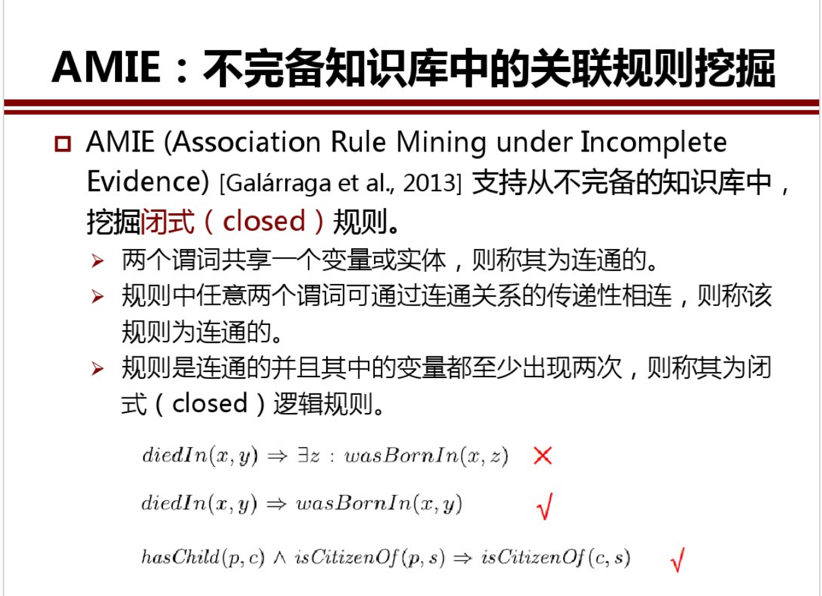 AMIE：不完备知识库中的关联规则挖掘
AMIE (Association Rule Mining under Incomplete
Evidence) [Galárraga et al., 2013] 支持从不完备的知识库中，
挖掘闭式（closed）规则。
两个谓词共享一个变量或实体，则称其为连通的。
规则中任意两个谓词可通过连通关系的传递性相连，则称该
规则为连通的。
规则是连通的并且其中的变量都至少出现两次，则称其为闭
式（closed）逻辑规则。
diedIn(x, y) ⇒ ∃z : wasBornIn(x, z) ×
diedIn(x, y) ⇒ wasBornIn(x, y) √
hasChild(p, c) ∧ isCitizenOf(p, s) ⇒ isCitizenOf(c, s) √